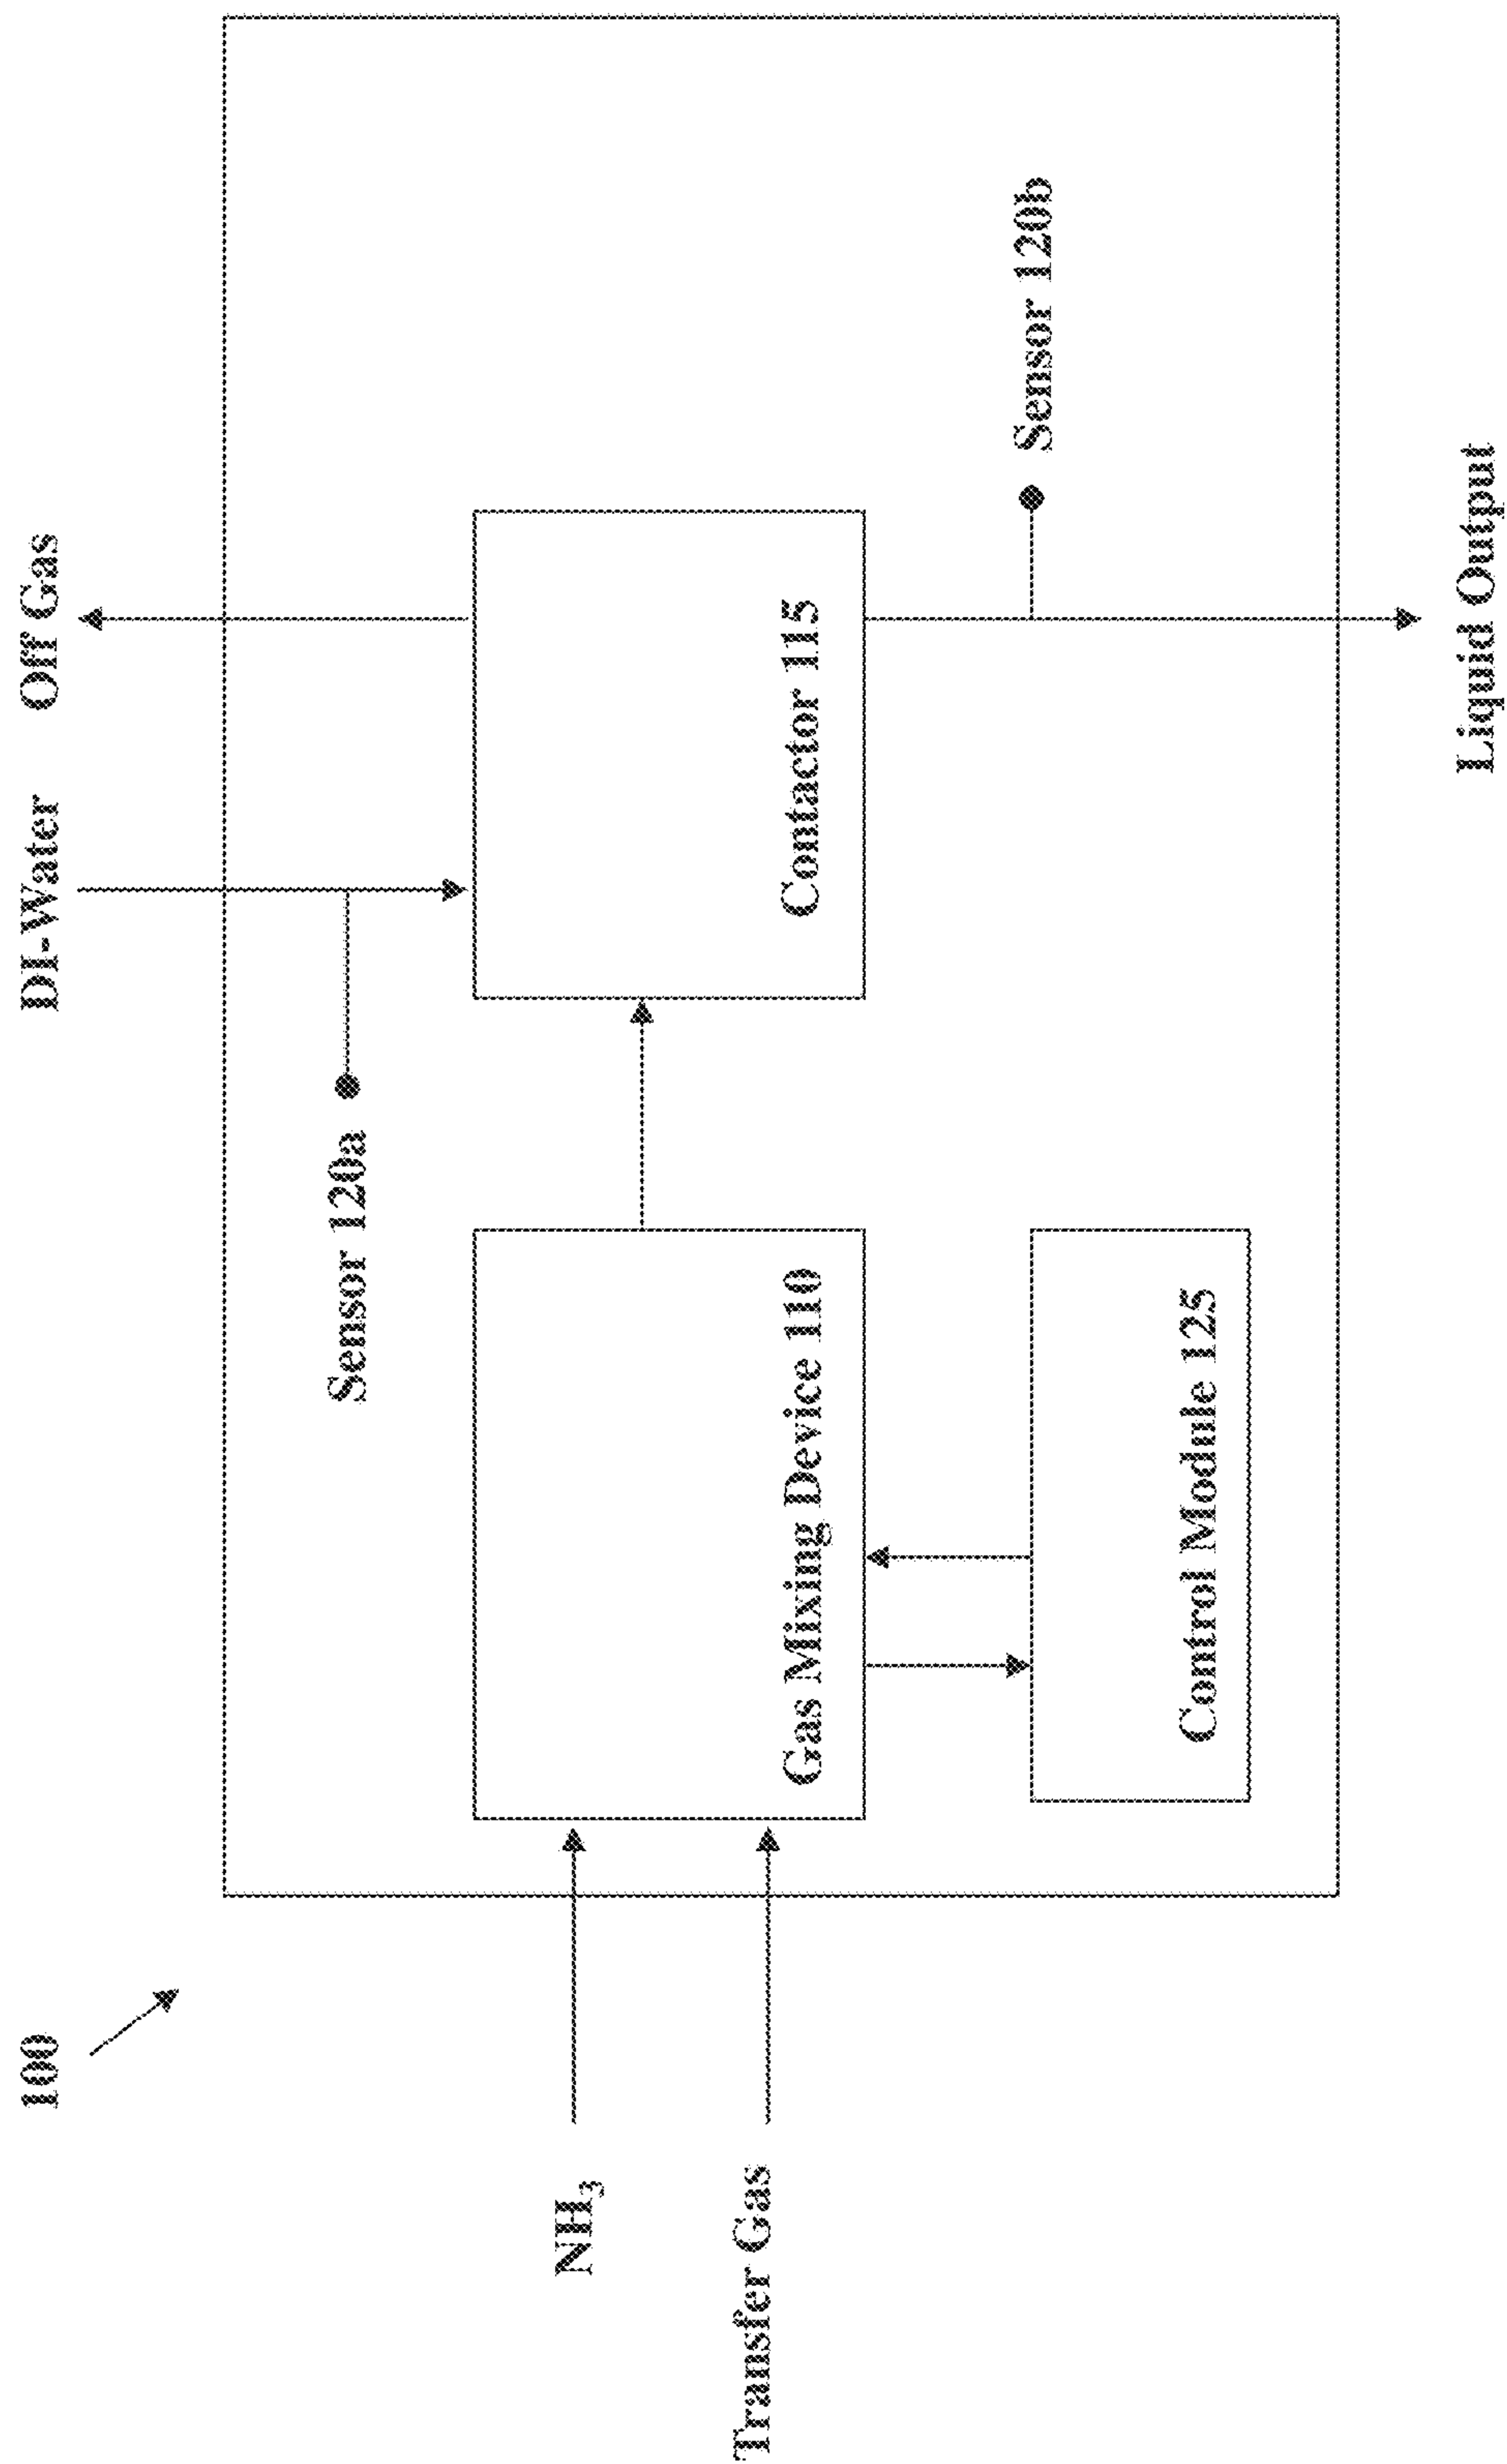 100
DI-Water
Off Gas
Sensor 120a
NH₃
Transfer Gas
Gas Mixing Device 110
Contactor 115
Sensor 120b
Control Module 125
Liquid Output